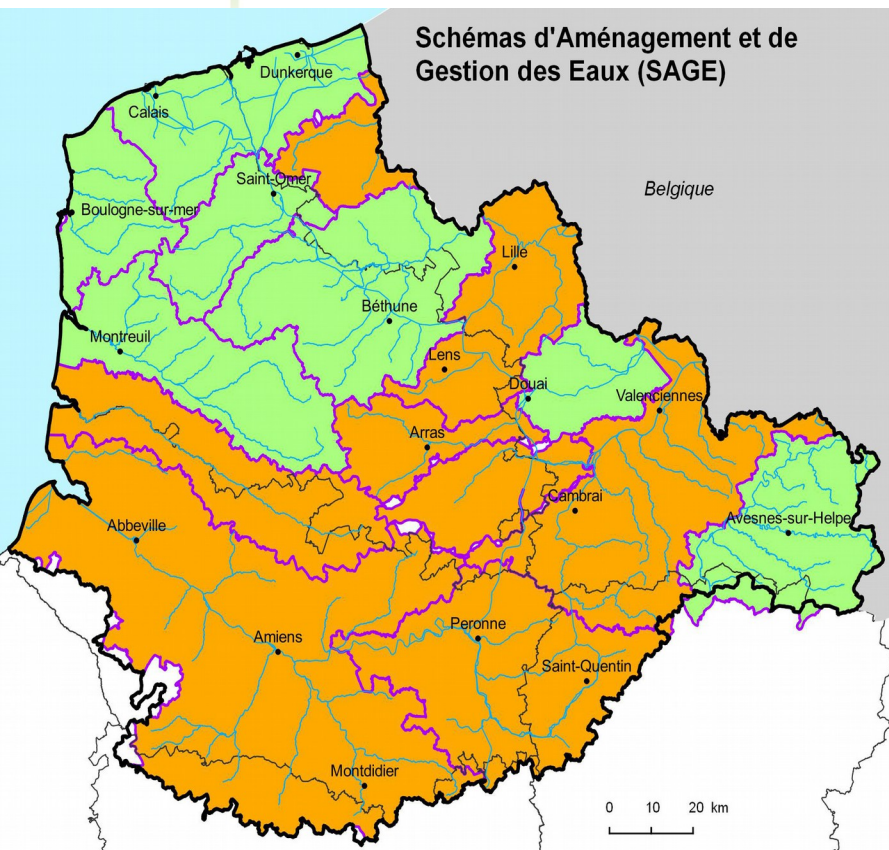 Schémas d'Aménagement et de
Gestion des Eaux (SAGE)
Dunkerque
Calais
Saint-Omer
Belgique
Boulogne-sur-mer
Lille
Béthune
Montreuil
Lens
Douai
Valenciennes
Arras
Cambrai
Abbeville
Avesnes-sur-Helpe
Peronne
Amiens
Saint-Quentin
Montdidier
0 10 20 km